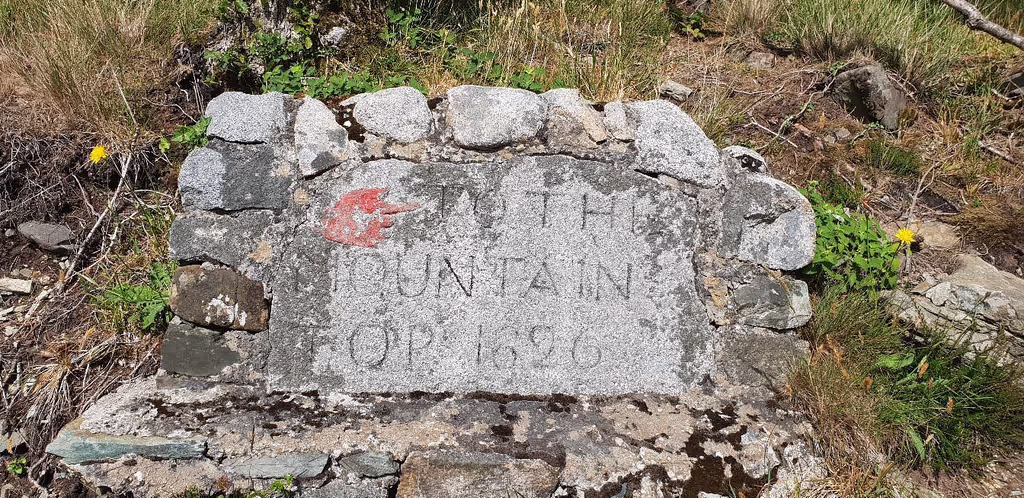 TO THE
MOUNTAIN
TOP 1626